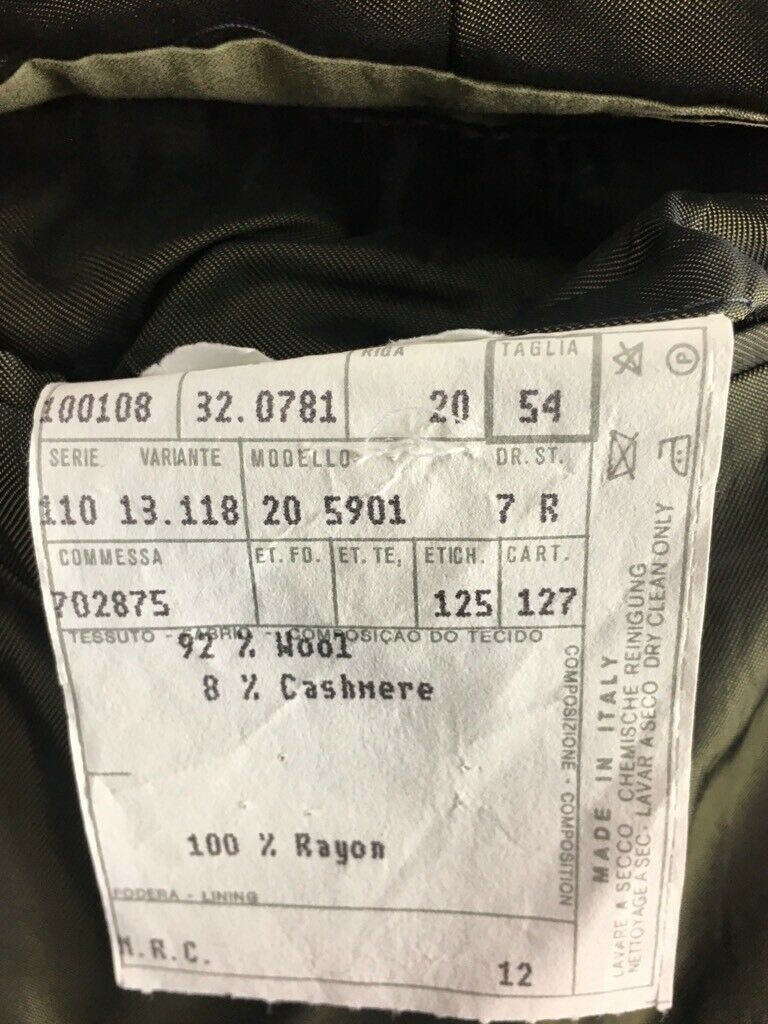 RIGA TAGLIA
100108 32.0781 20 54
SERIE VARIANTE MODELLO DR. ST.
110 13.118 20 5901 7 R
COMMESSA ET. FO. ET. TE. ETICH. CART.
702875 125 127
TESSUTO - FABRIC - COMPOSIÇAO DO TECIDO
92 % Wool
8 % Cashmere
100 % Rayon
FODERA - LINING
M.R.C.
12
COMPOSIZIONE - COMPOSITION
MADE IN ITALY
LAVARE A SECCO CHEMISCHE REINIGUNG
NETTOYAGE A SEC - LAVAR A SECO DRY CLEAN ONLY
P